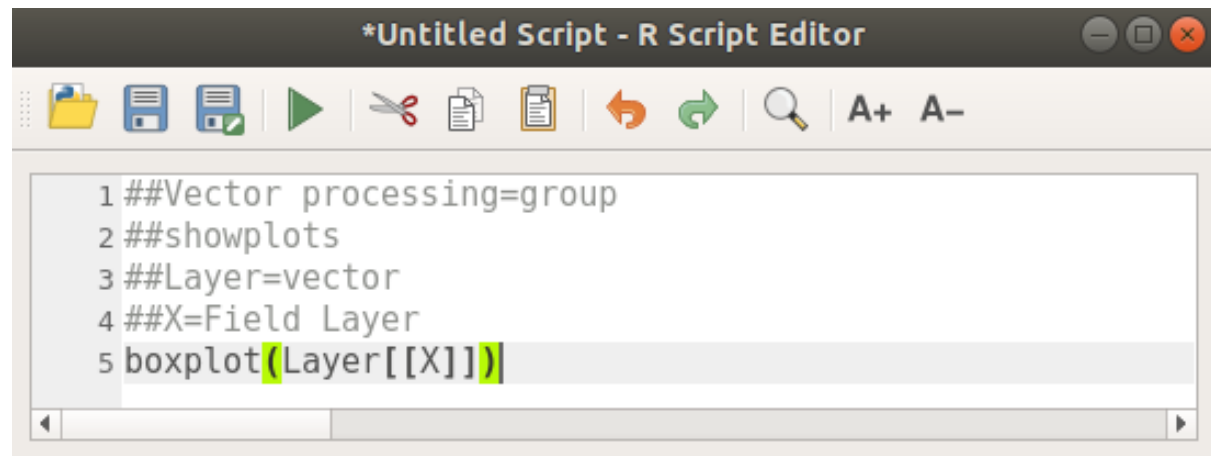 *Untitled Script - R Script Editor
A+ A-
1 ##Vector processing=group
2 ##showplots
3 ##Layer=vector
4 ##X=Field Layer
5 boxplot(Layer[[X]])